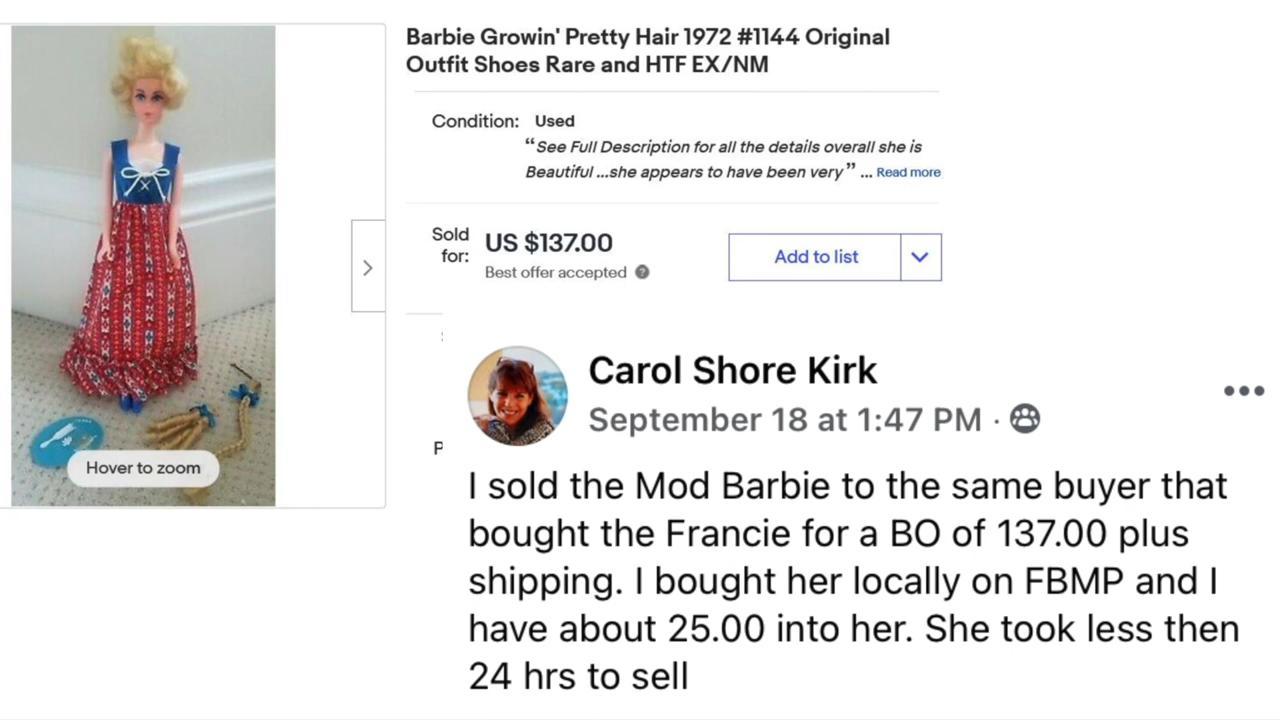 Barbie Growin' Pretty Hair 1972 #1144 Original
Outfit Shoes Rare and HTF EX/NM
Condition: Used
“See Full Description for all the details overall she is
Beautiful ...she appears to have been very” ... Read more
Sold
for: US $137.00
Best offer accepted ?
Add to list
Hover to zoom
P
Carol Shore Kirk
September 18 at 1:47 PM ·
I sold the Mod Barbie to the same buyer that
bought the Francie for a BO of 137.00 plus
shipping. I bought her locally on FBMP and I
have about 25.00 into her. She took less then
24 hrs to sell